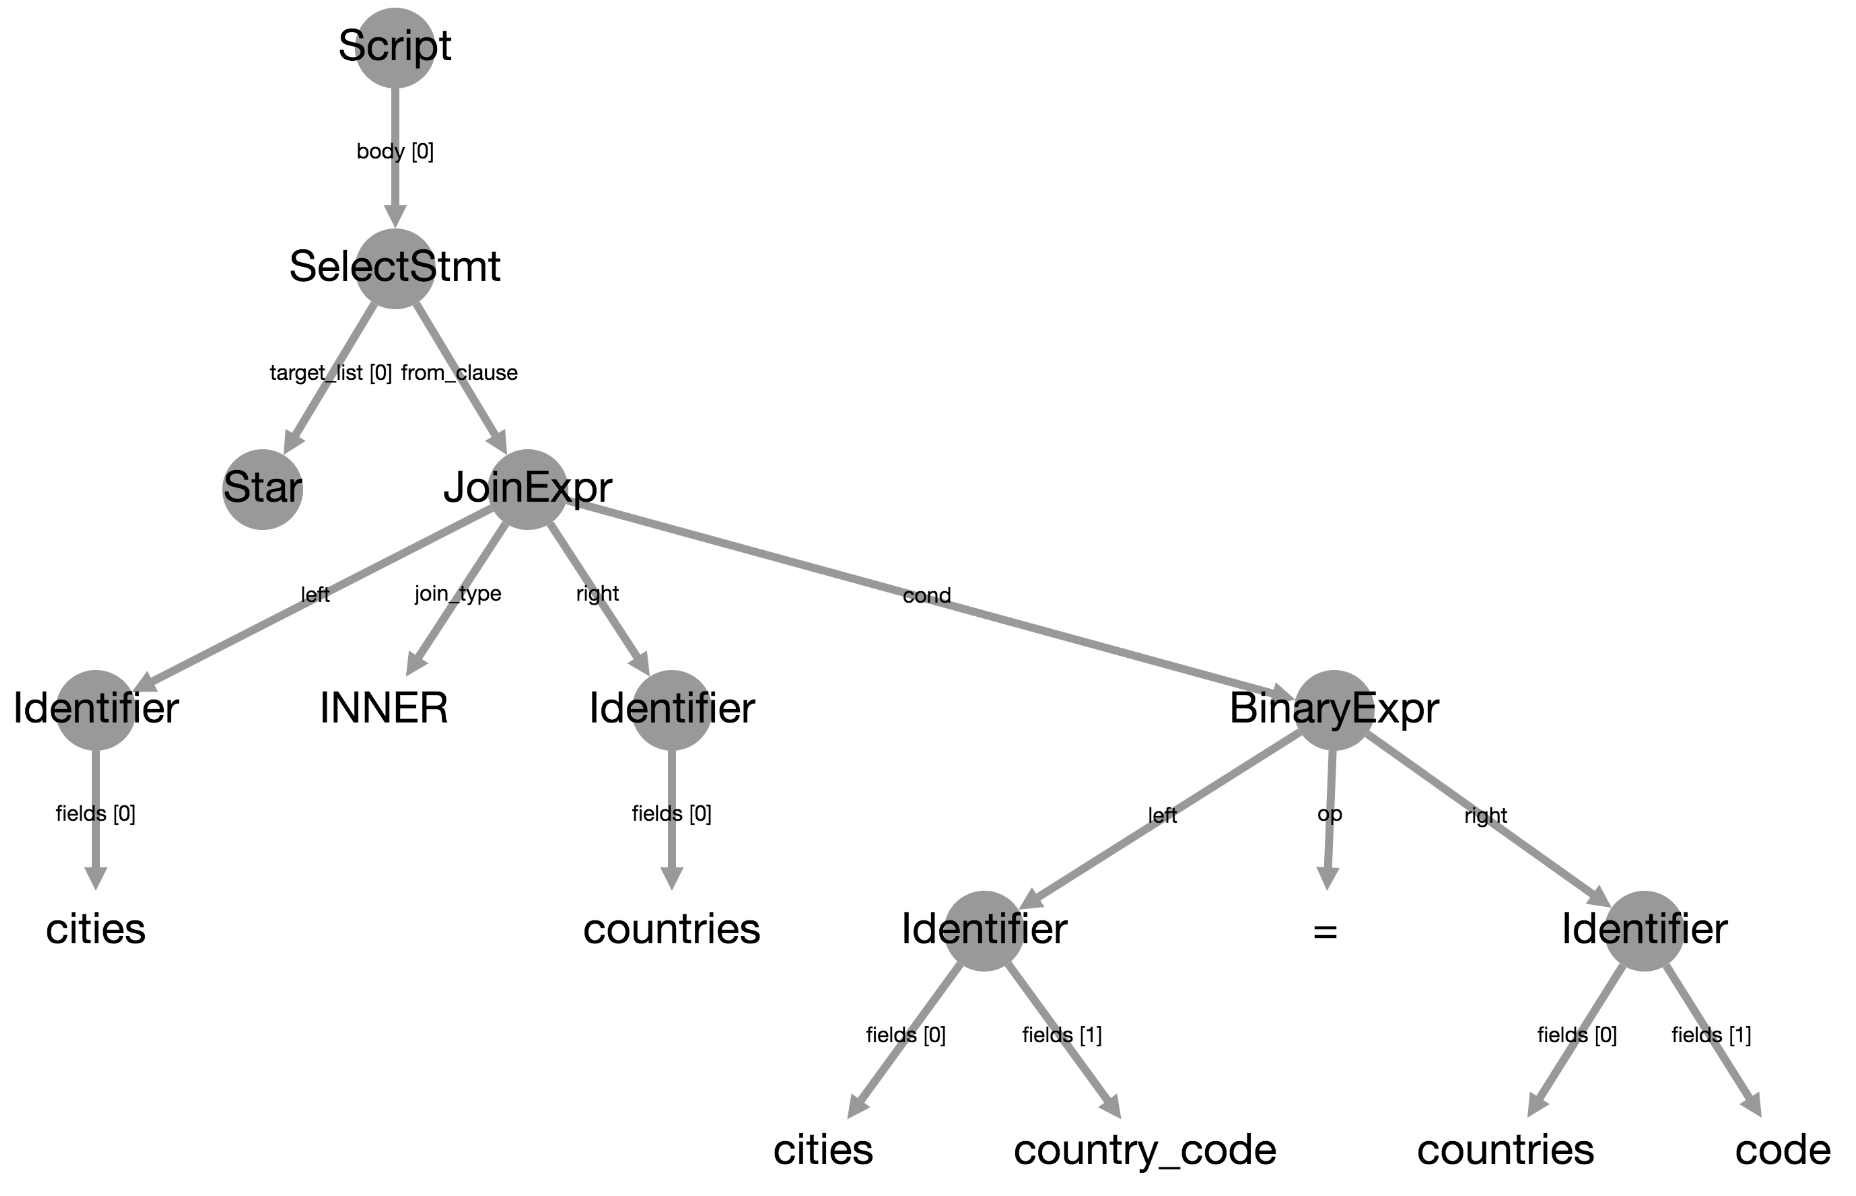 Script
body [0]
SelectStmt
target_list [0] from_clause
Star JoinExpr
left join_type right cond
Identifier INNER Identifier BinaryExpr
fields [0] fields [0] left op right
cities countries Identifier = Identifier
fields [0] fields [1] fields [0] fields [1]
cities country_code countries code